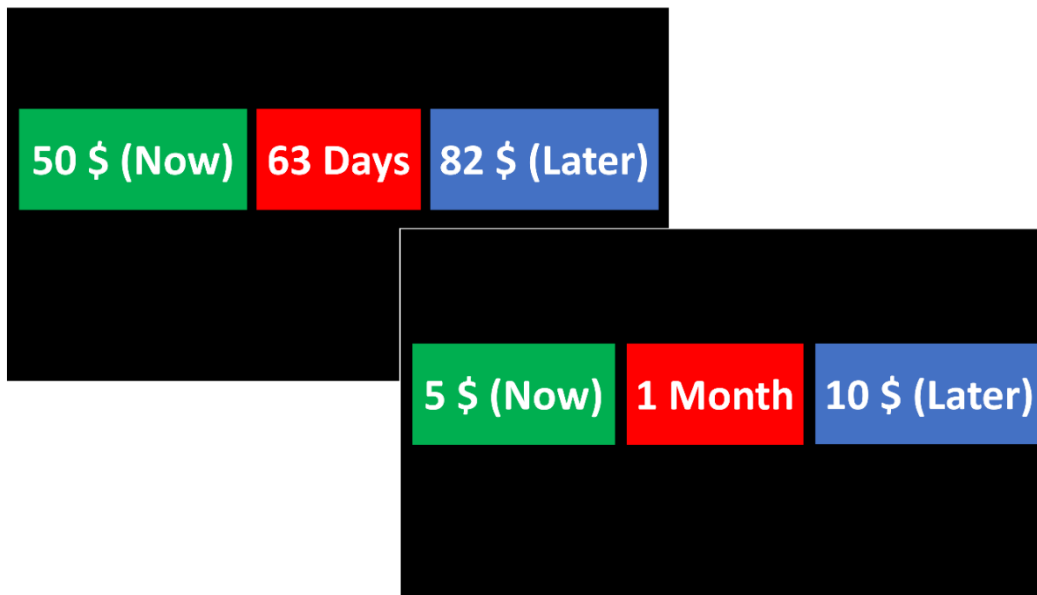 50 $ (Now) 63 Days 82 $ (Later)
5 $ (Now) 1 Month 10 $ (Later)